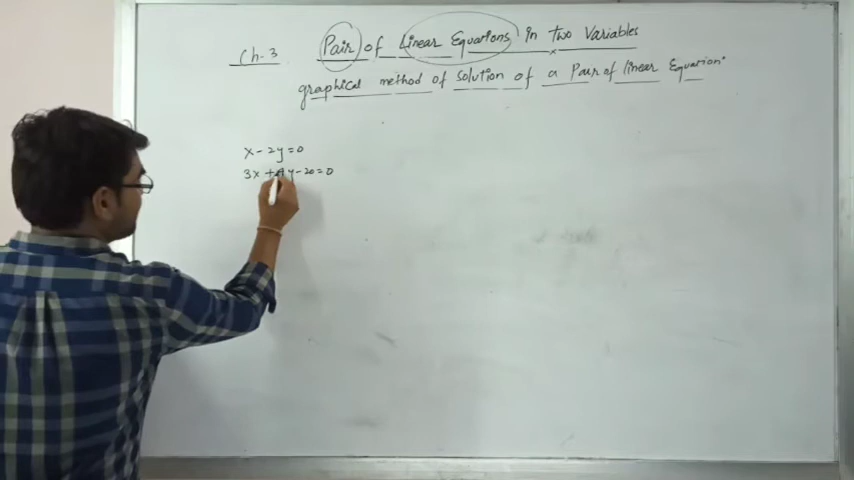 Ch-3 Pair of Linear Equations in two Variables
graphical method of Solution of a Pair of linear Equation.
x - 2y = 0
3x + 4y - 20 = 0